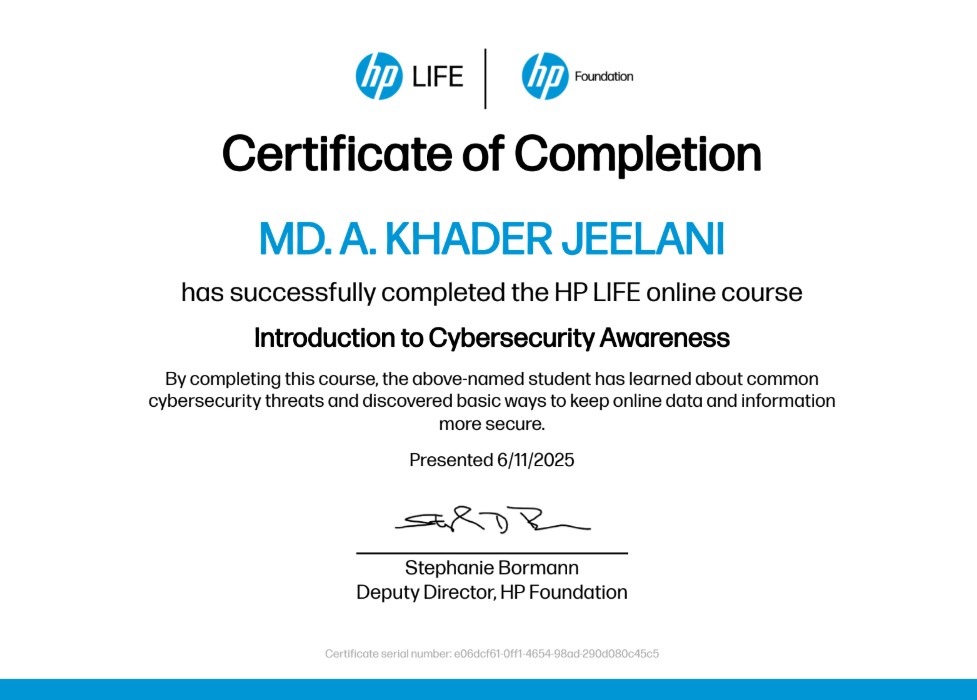 hp LIFE hp Foundation
Certificate of Completion
MD. A. KHADER JEELANI
has successfully completed the HP LIFE online course
Introduction to Cybersecurity Awareness
By completing this course, the above-named student has learned about common
cybersecurity threats and discovered basic ways to keep online data and information
more secure.
Presented 6/11/2025
Stephanie Bormann
Deputy Director, HP Foundation
Certificate serial number: e06dcf61-0ff1-4654-98ad-290d080c45c5